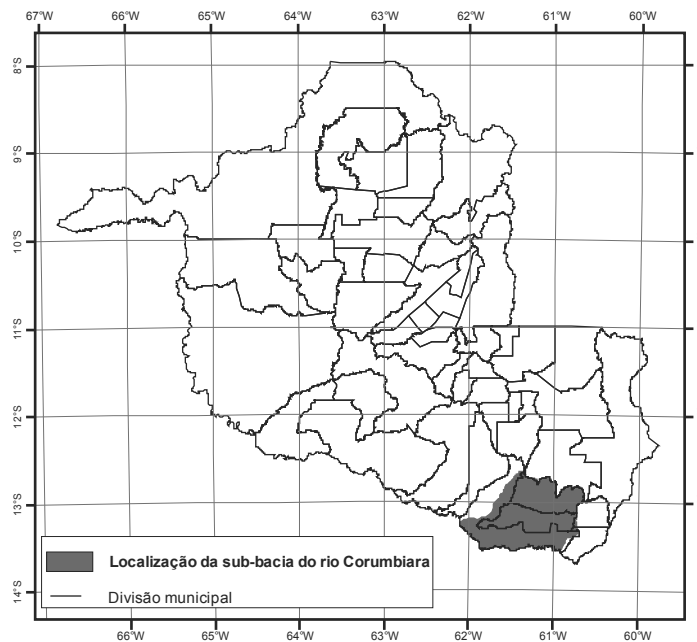 67°W 66°W 65°W 64°W 63°W 62°W 61°W 60°W
8°S
9°S
10°S
11°S
12°S
13°S
14°S
Localização da sub-bacia do rio Corumbiara
Divisão municipal
66°W 65°W 64°W 63°W 62°W 61°W 60°W